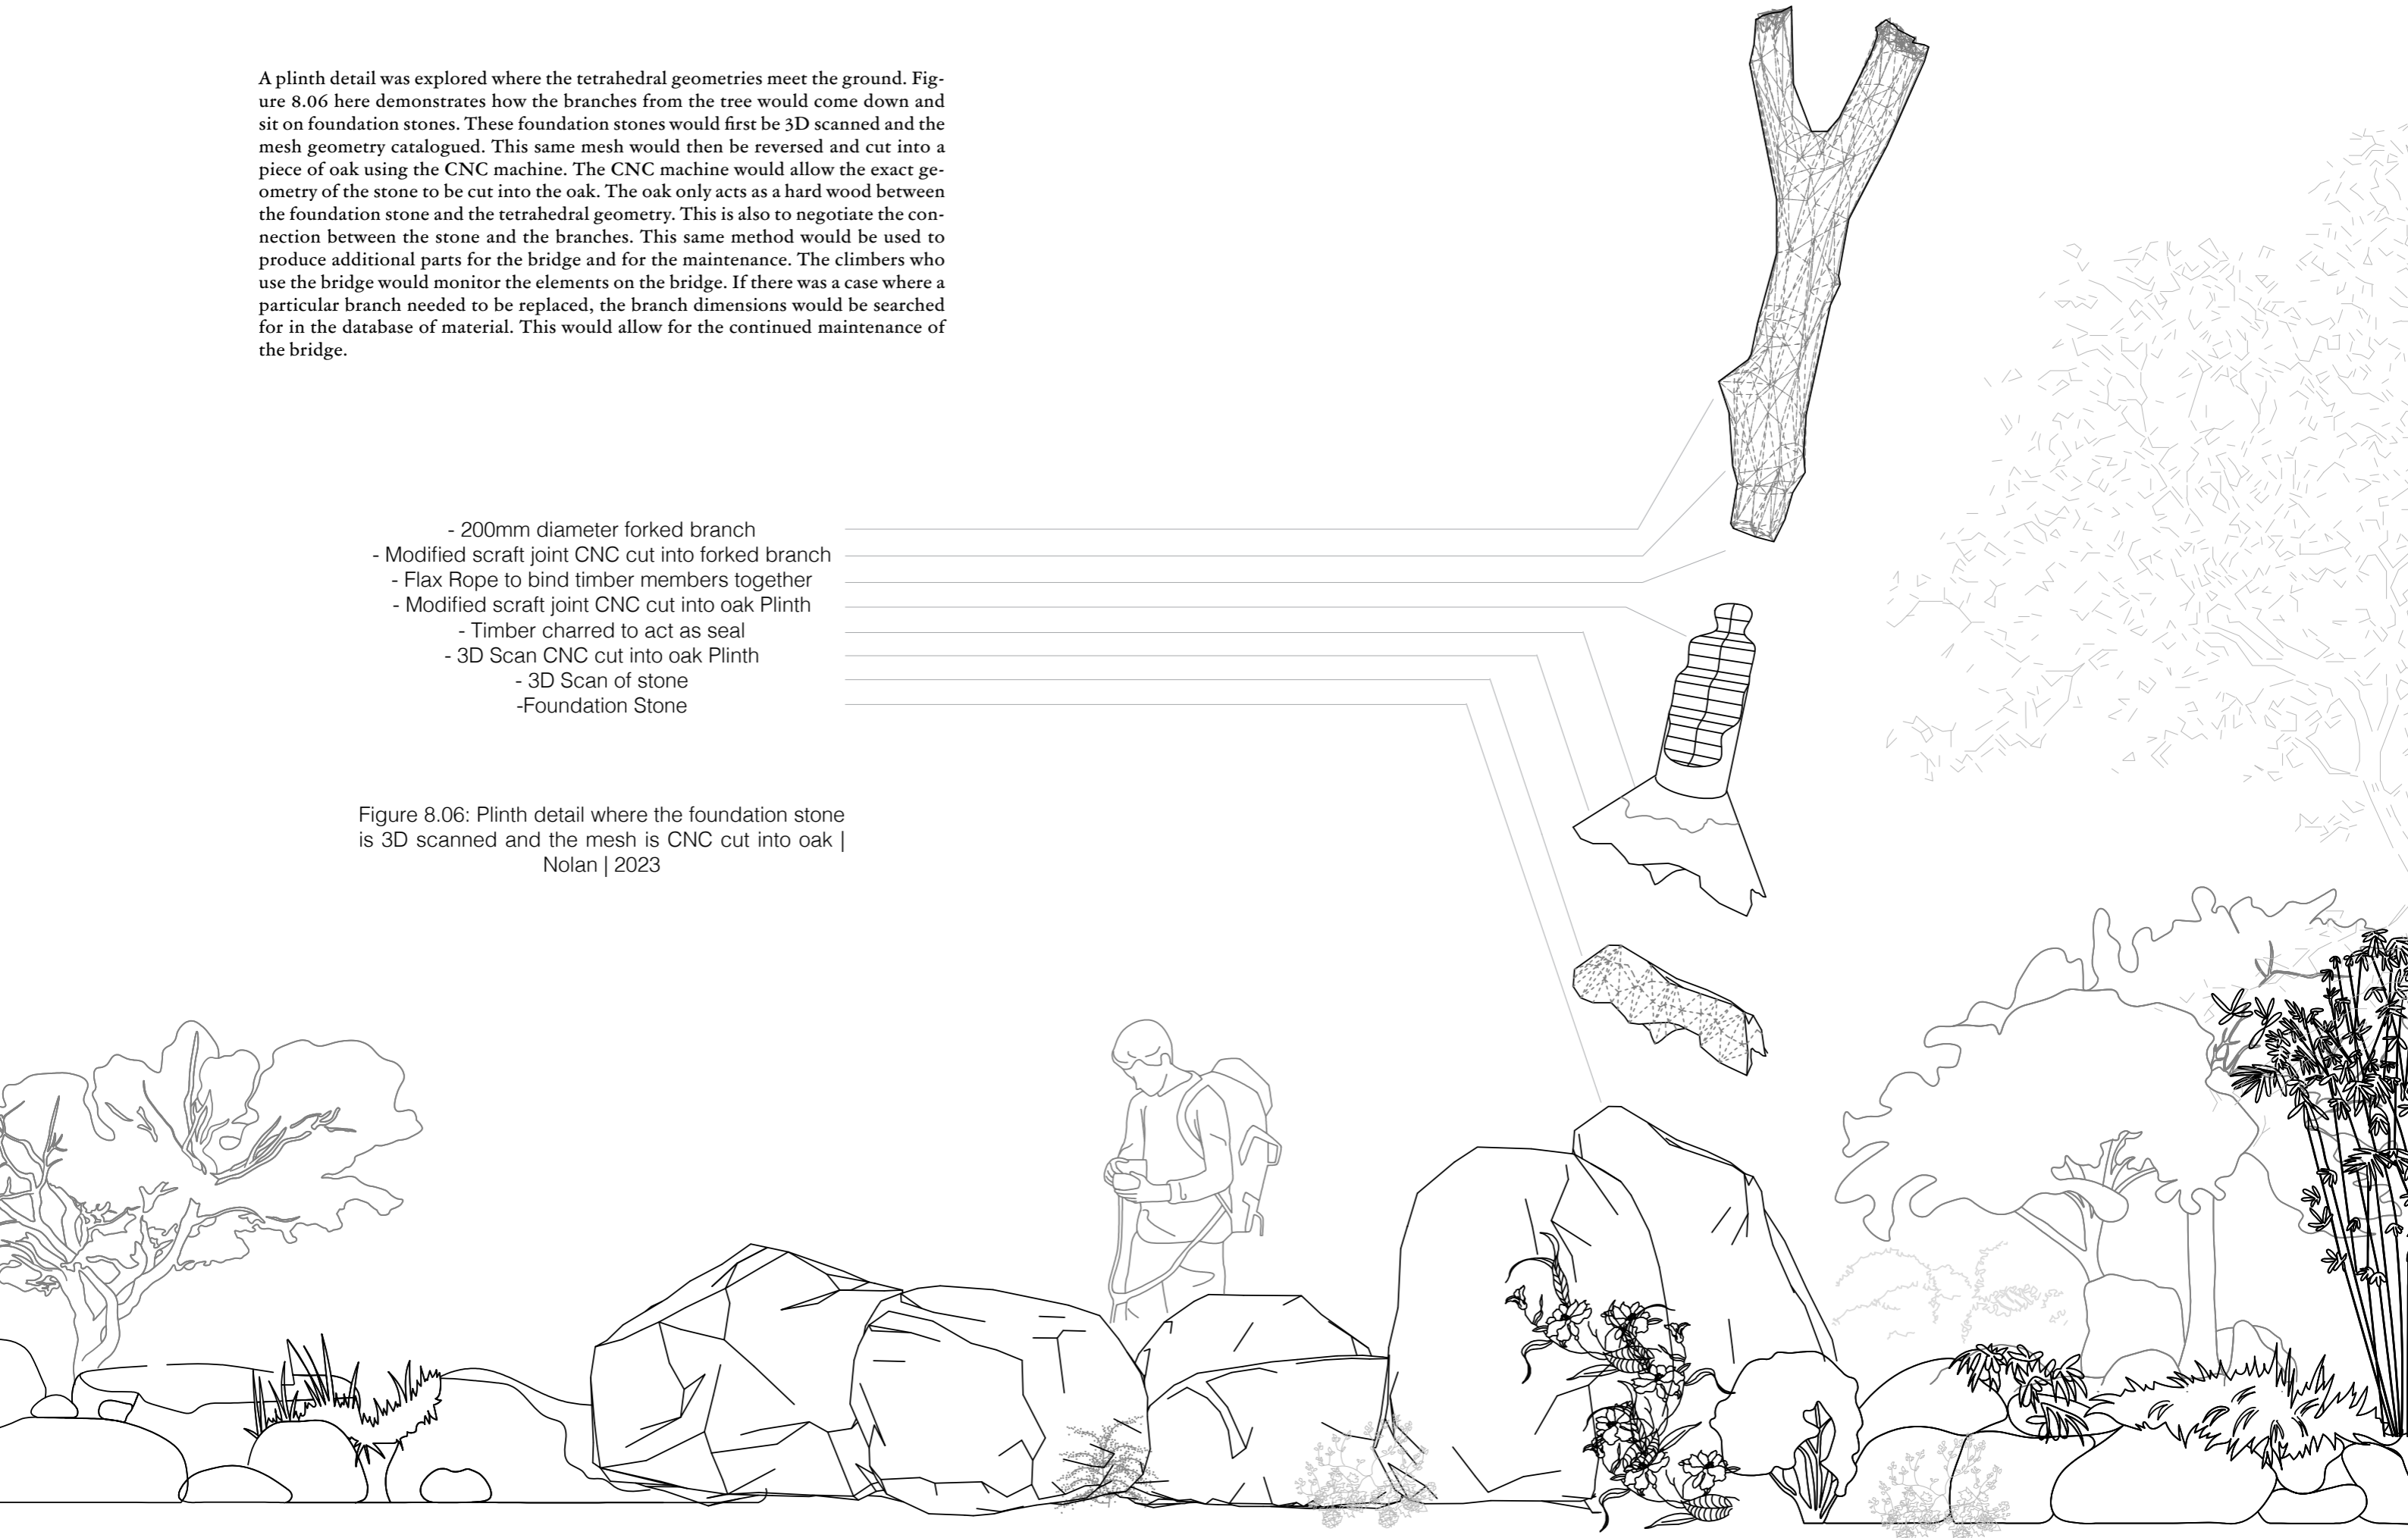 A plinth detail was explored where the tetrahedral geometries meet the ground. Fig-
ure 8.06 here demonstrates how the branches from the tree would come down and
sit on foundation stones. These foundation stones would first be 3D scanned and the
mesh geometry catalogued. This same mesh would then be reversed and cut into a
piece of oak using the CNC machine. The CNC machine would allow the exact ge-
ometry of the stone to be cut into the oak. The oak only acts as a hard wood between
the foundation stone and the tetrahedral geometry. This is also to negotiate the con-
nection between the stone and the branches. This same method would be used to
produce additional parts for the bridge and for the maintenance. The climbers who
use the bridge would monitor the elements on the bridge. If there was a case where a
particular branch needed to be replaced, the branch dimensions would be searched
for in the database of material. This would allow for the continued maintenance of
the bridge.
- 200mm diameter forked branch
- Modified scraft joint CNC cut into forked branch
- Flax Rope to bind timber members together
- Modified scraft joint CNC cut into oak Plinth
- Timber charred to act as seal
- 3D Scan CNC cut into oak Plinth
- 3D Scan of stone
-Foundation Stone
Figure 8.06: Plinth detail where the foundation stone
is 3D scanned and the mesh is CNC cut into oak |
Nolan | 2023